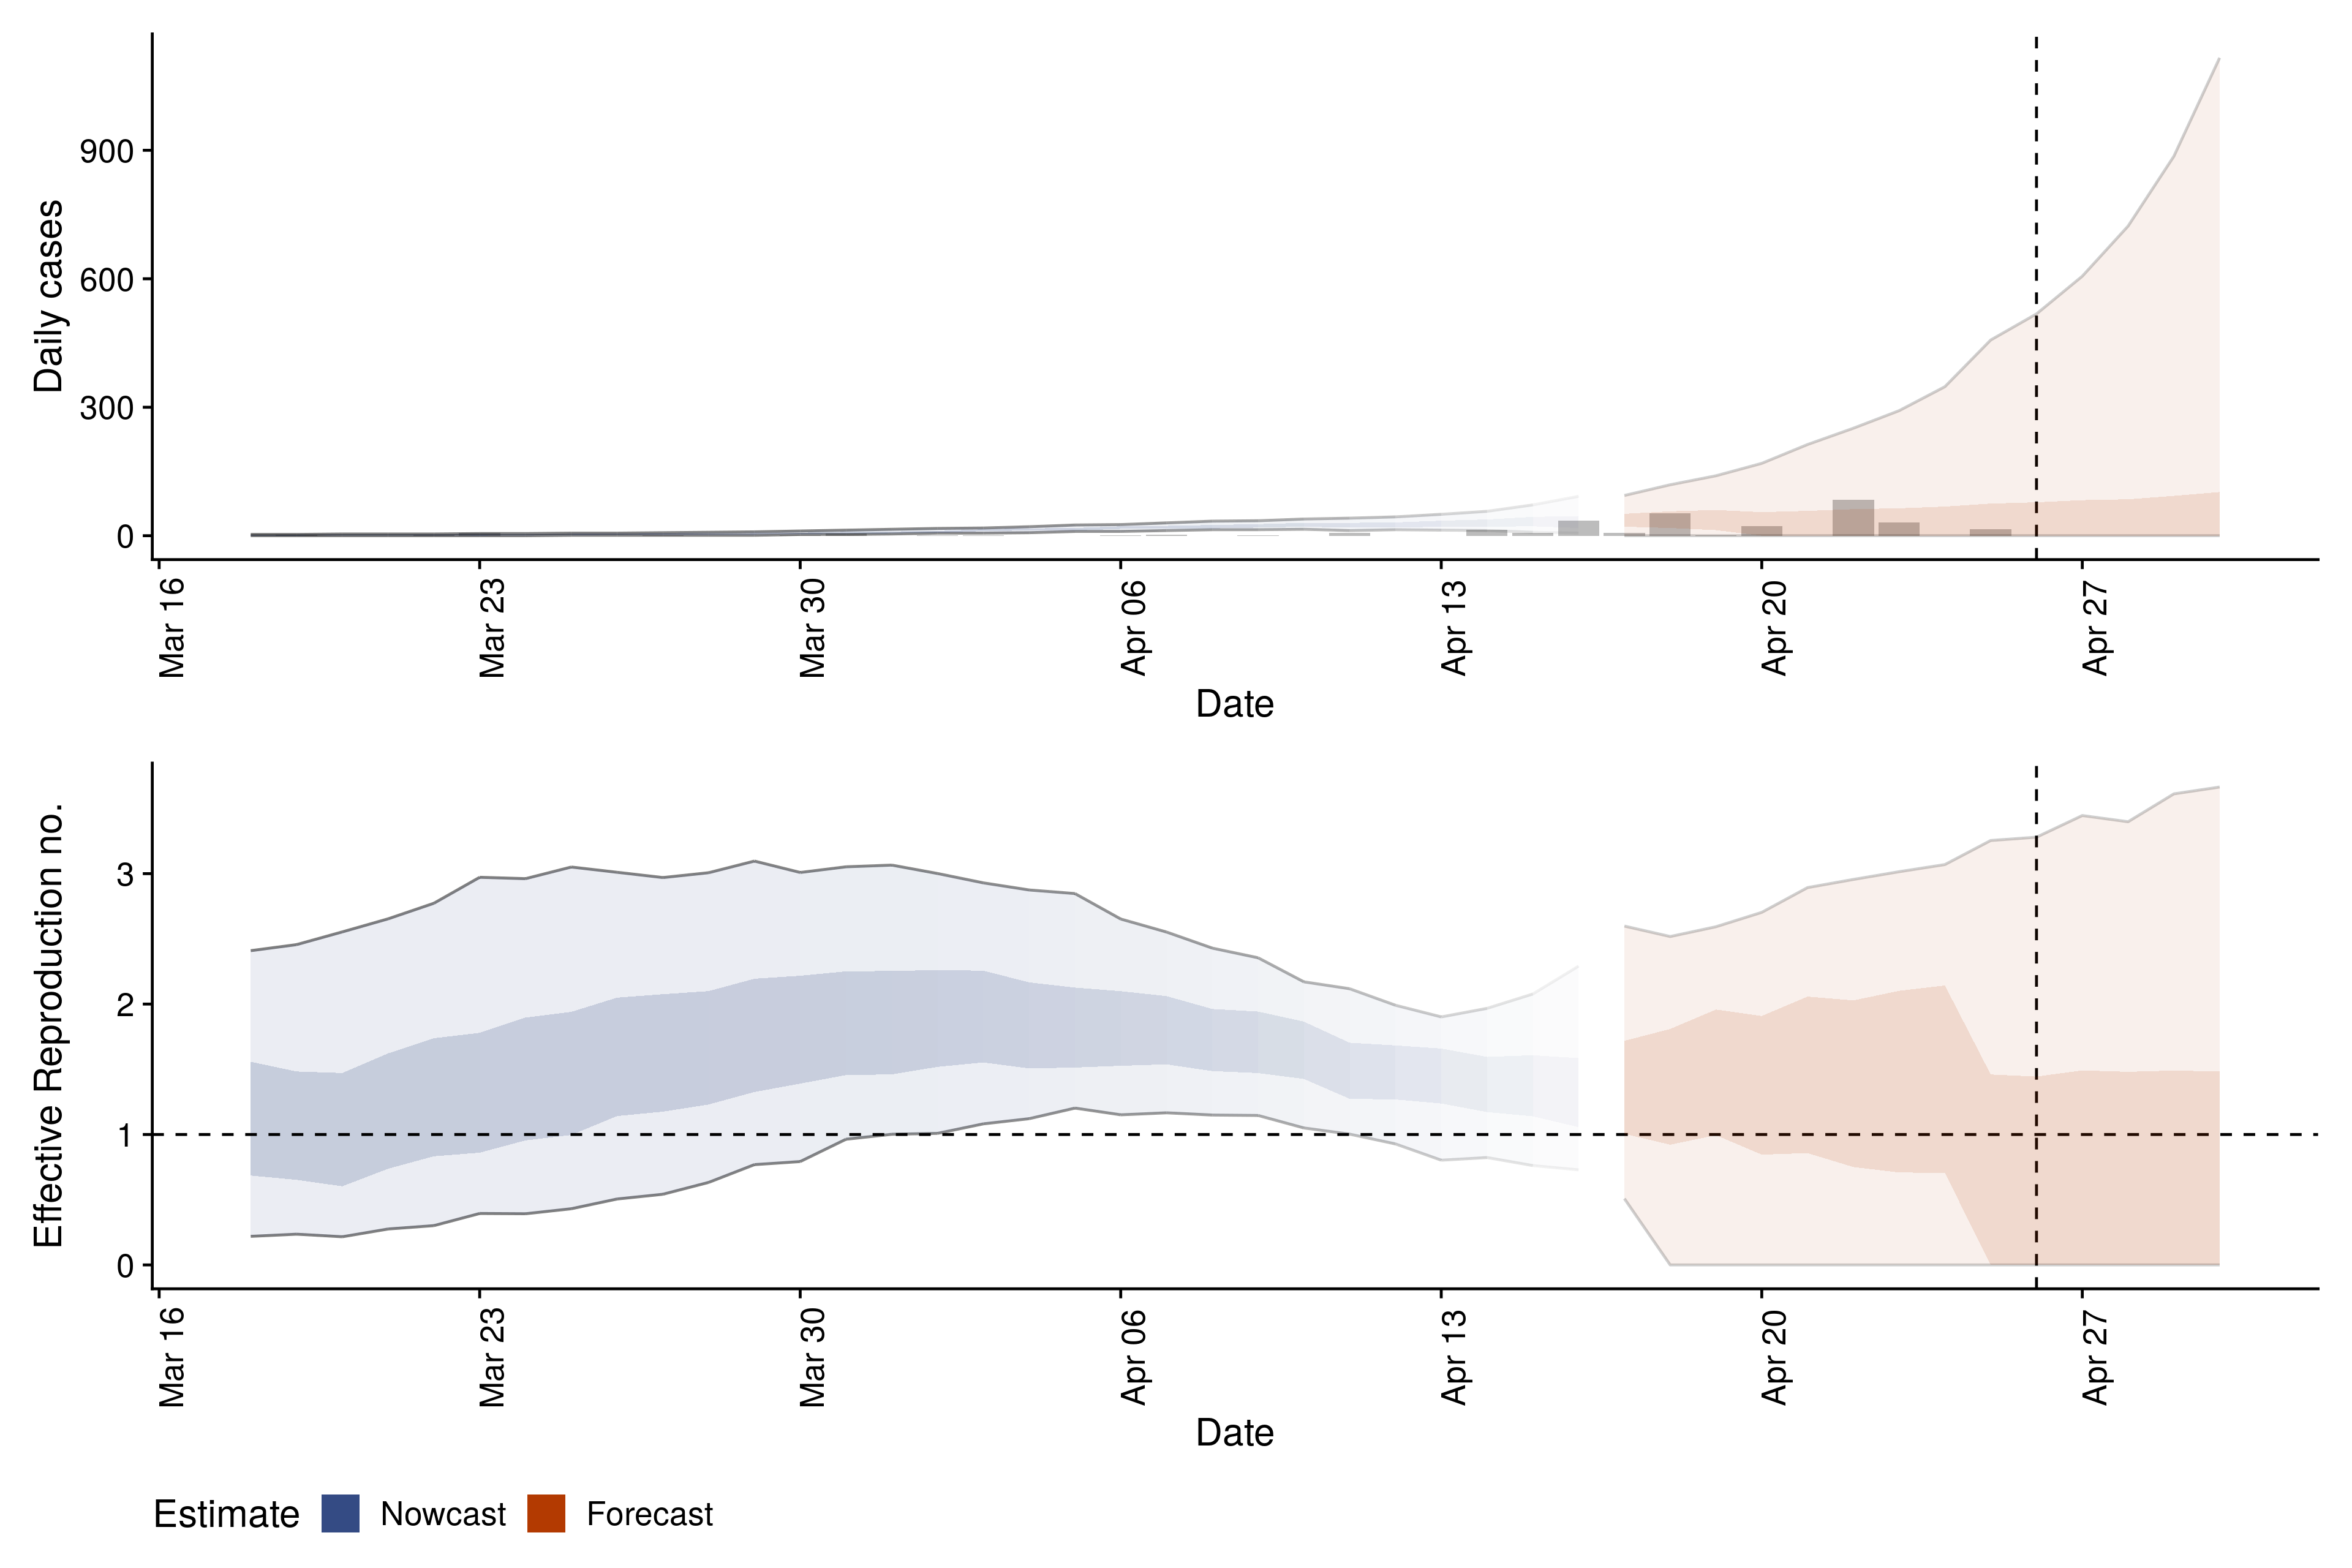 Daily cases
900
600
300
0
Mar 16
Mar 23
Mar 30
Apr 06
Apr 13
Apr 20
Apr 27
Date
Effective Reproduction no.
3
2
1
0
Mar 16
Mar 23
Mar 30
Apr 06
Apr 13
Apr 20
Apr 27
Date
Estimate Nowcast Forecast